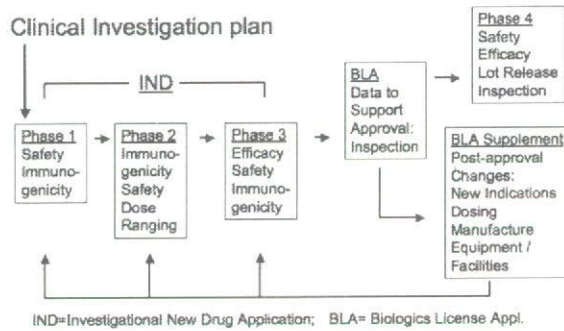 Clinical Investigation plan
IND
Phase 1
Safety
Immuno-
genicity
Phase 2
Immuno-
genicity
Safety
Dose
Ranging
Phase 3
Efficacy
Safety
Immuno-
genicity
BLA
Data to
Support
Approval:
Inspection
Phase 4
Safety
Efficacy
Lot Release
Inspection
BLA Supplement
Post-approval
Changes:
New Indications
Dosing
Manufacture
Equipment /
Facilities
IND=Investigational New Drug Application; BLA= Biologics License Appl.